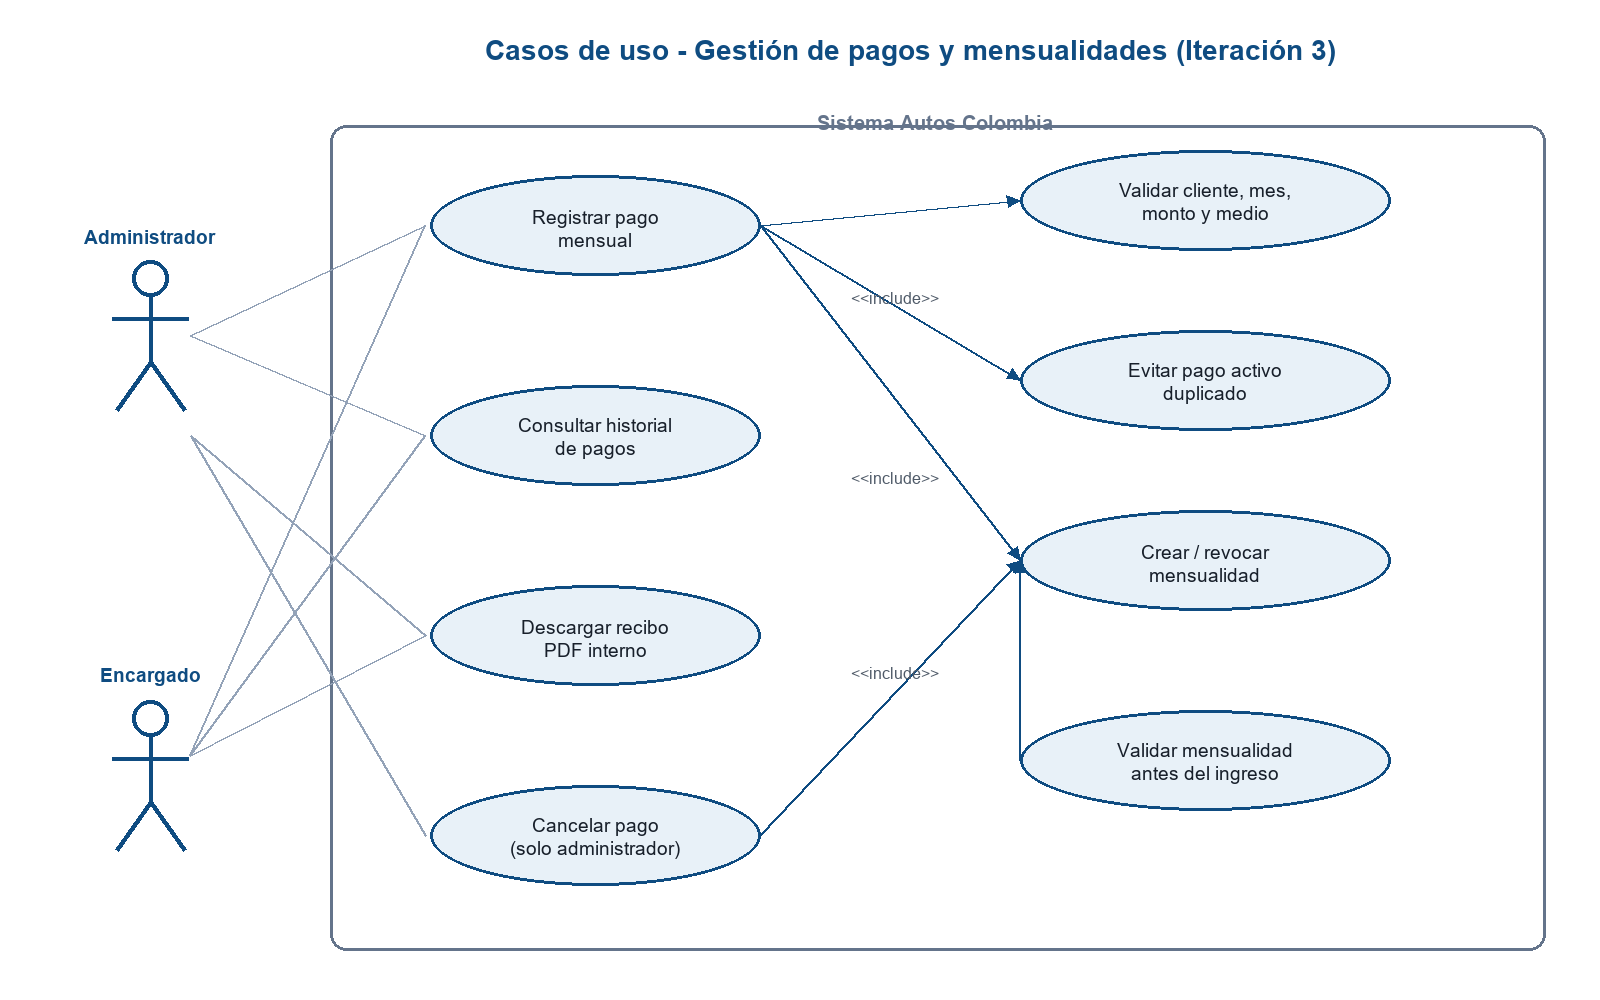 Casos de uso - Gestión de pagos y mensualidades (Iteración 3)
Sistema Autos Colombia
Administrador
Encargado
Registrar pago
mensual
Consultar historial
de pagos
Descargar recibo
PDF interno
Cancelar pago
(solo administrador)
<<include>>
<<include>>
<<include>>
Validar cliente, mes,
monto y medio
Evitar pago activo
duplicado
Crear / revocar
mensualidad
Validar mensualidad
antes del ingreso